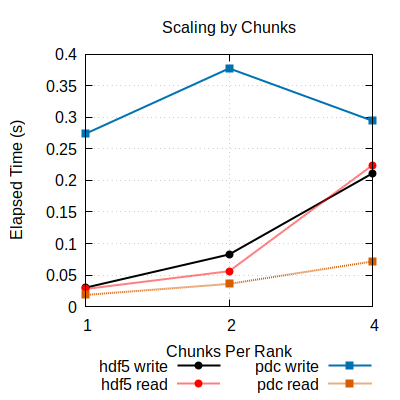 Scaling by Chunks
0.4
0.35
0.3
0.25
0.2
0.15
0.1
0.05
0
Elapsed Time (s)
1 2 4
Chunks Per Rank
hdf5 write pdc write
hdf5 read pdc read